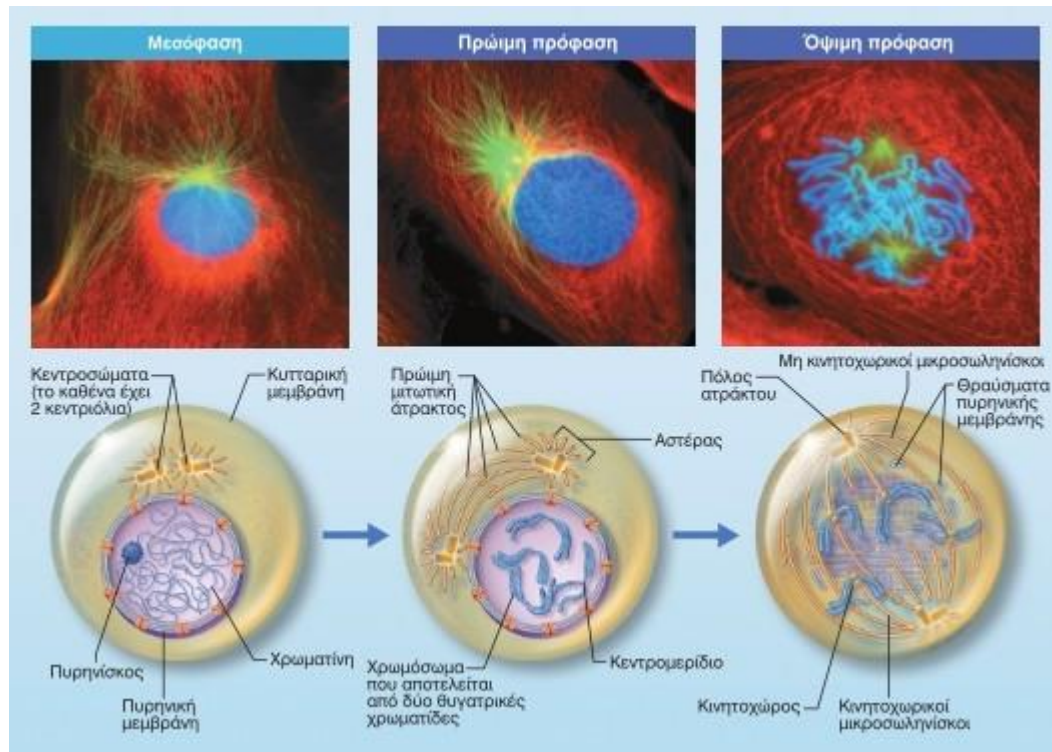 Μεσόφαση
Πρώιμη πρόφαση
Όψιμη πρόφαση
Κεντροσώματα
(το καθένα έχει
2 κεντριόλια)
Κυτταρική
μεμβράνη
Πυρηνίσκος
Πυρηνική
μεμβράνη
Χρωματίνη
Πρώιμη
μιτωτική
άτρακτος
Αστέρας
Χρωμόσωμα
που αποτελείται
από δύο θυγατρικές
χρωματίδες
Κεντρομερίδιο
Μη κινητοχωρικοί μικροσωληνίσκοι
Πόλος
ατράκτου
Θραύσματα
πυρηνικής
μεμβράνης
Κινητοχώρος
Κινητοχωρικοί
μικροσωληνίσκοι